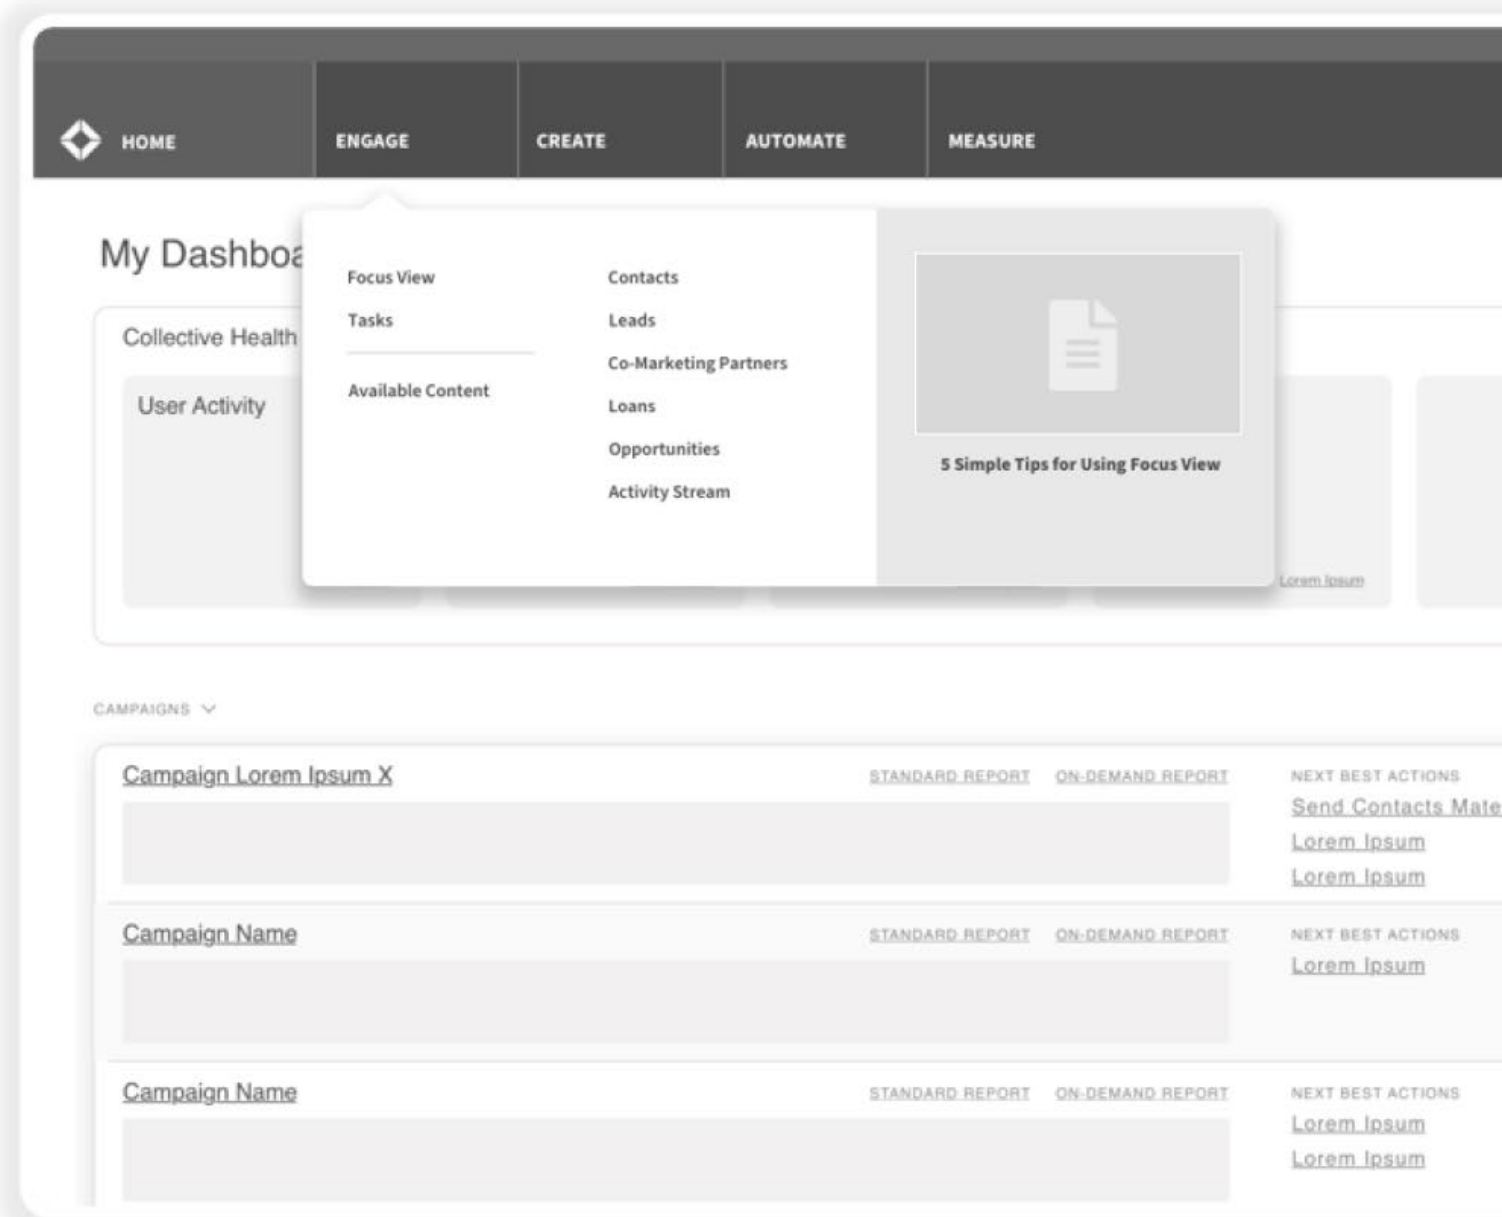 HOME
ENGAGE
CREATE
AUTOMATE
MEASURE
My Dashboa
Focus View
Tasks
Available Content
Contacts
Leads
Co-Marketing Partners
Loans
Opportunities
Activity Stream
5 Simple Tips for Using Focus View
Collective Health
User Activity
Lorem Ipsum
CAMPAIGNS
Campaign Lorem Ipsum X
STANDARD REPORT
ON-DEMAND REPORT
NEXT BEST ACTIONS
Send Contacts Mate
Lorem Ipsum
Lorem Ipsum
Campaign Name
STANDARD REPORT
ON-DEMAND REPORT
NEXT BEST ACTIONS
Lorem Ipsum
Campaign Name
STANDARD REPORT
ON-DEMAND REPORT
NEXT BEST ACTIONS
Lorem Ipsum
Lorem Ipsum